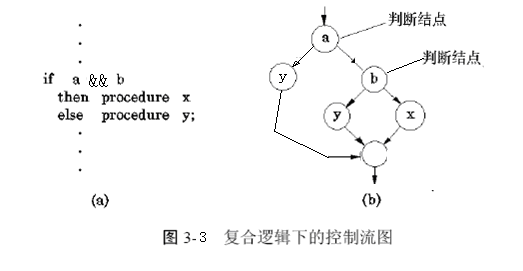 .
.
.
if a && b
then procedure x
else procedure y;
.
.
.
(a)
a
判断结点
y
b
判断结点
y
x
(b)
图 3-3 复合逻辑下的控制流图